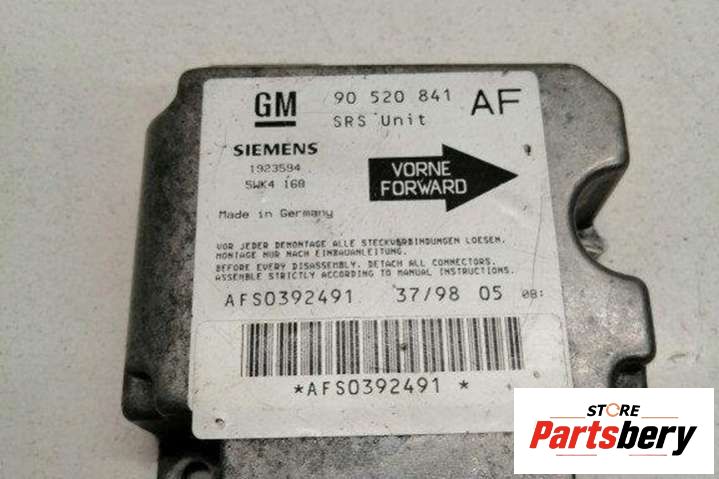 GM 90 520 841 AF
SRS Unit
SIEMENS
1923594
5WK4 168
VORNE
FORWARD
Made in Germany
VOR JEDER DEMONTAGE ALLE STECKVERBINDUNGEN LOESEN.
MONTAGE NUR NACH EINBAUANLEITUNG.
BEFORE EVERY DISASSEMBLY, DETACH ALL CONNECTORS.
ASSEMBLE STRICTLY ACCORDING TO MANUAL INSTRUCTIONS.
AFS0392491 37/98 05 08:
*AFS0392491 *
STORE
Partsbery